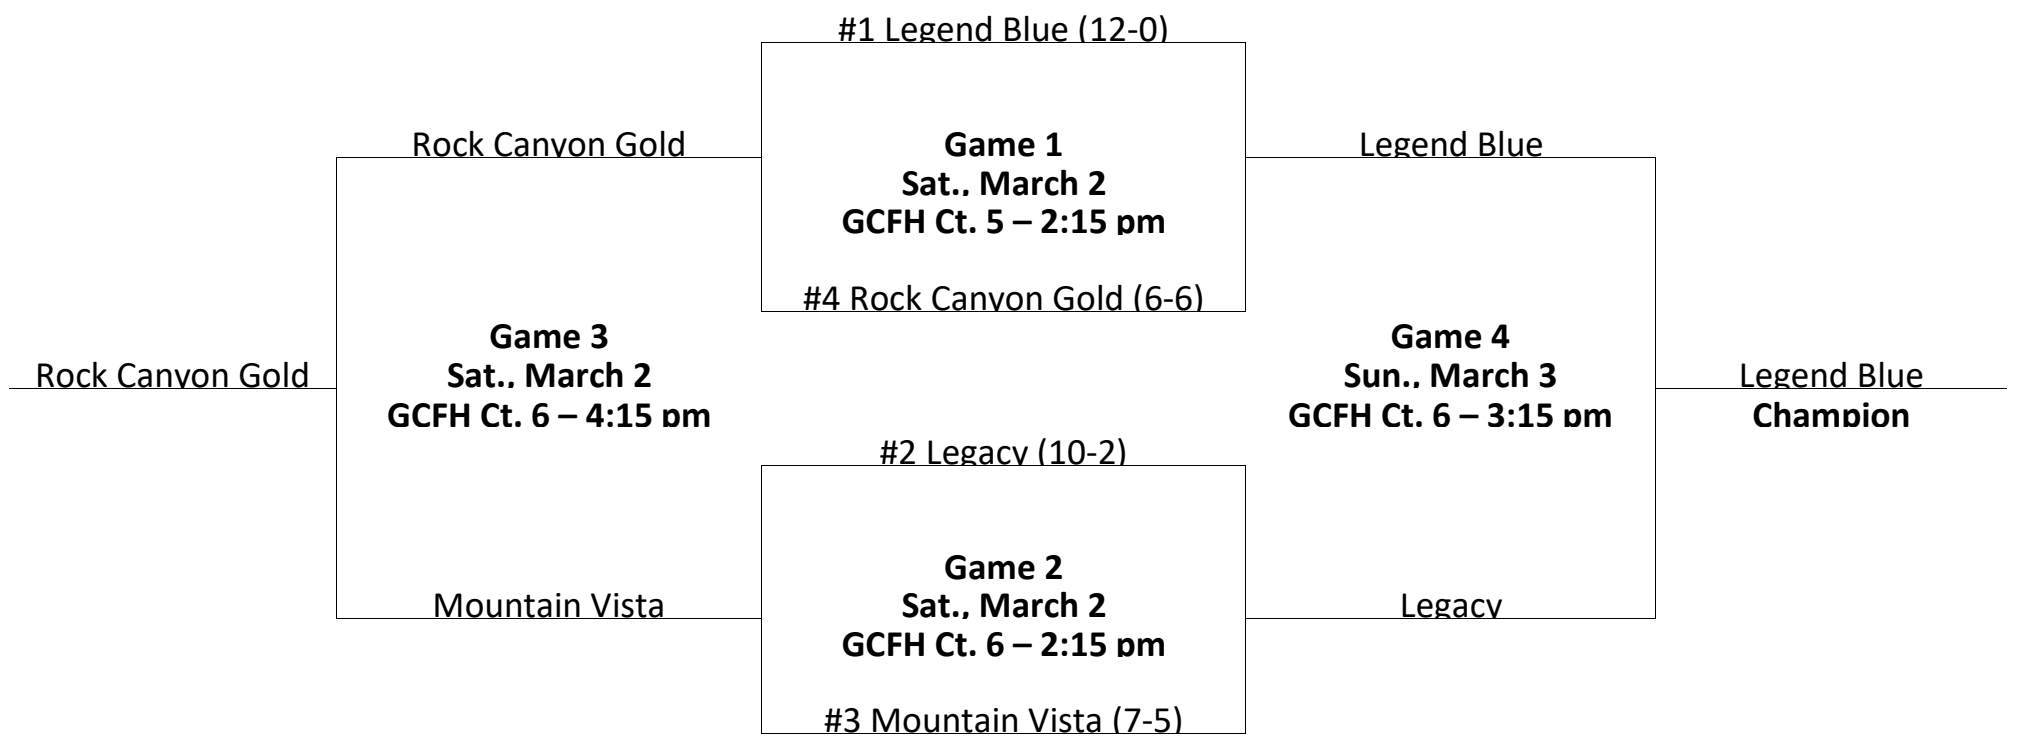 #1 Legend Blue (12-0)
Rock Canyon Gold
Game 1
Sat., March 2
GCFH Ct. 5 – 2:15 pm
Legend Blue
#4 Rock Canyon Gold (6-6)
Rock Canyon Gold
Game 3
Sat., March 2
GCFH Ct. 6 – 4:15 pm
Game 4
Sun., March 3
GCFH Ct. 6 – 3:15 pm
Legend Blue
Champion
#2 Legacy (10-2)
Mountain Vista
Game 2
Sat., March 2
GCFH Ct. 6 – 2:15 pm
Legacy
#3 Mountain Vista (7-5)